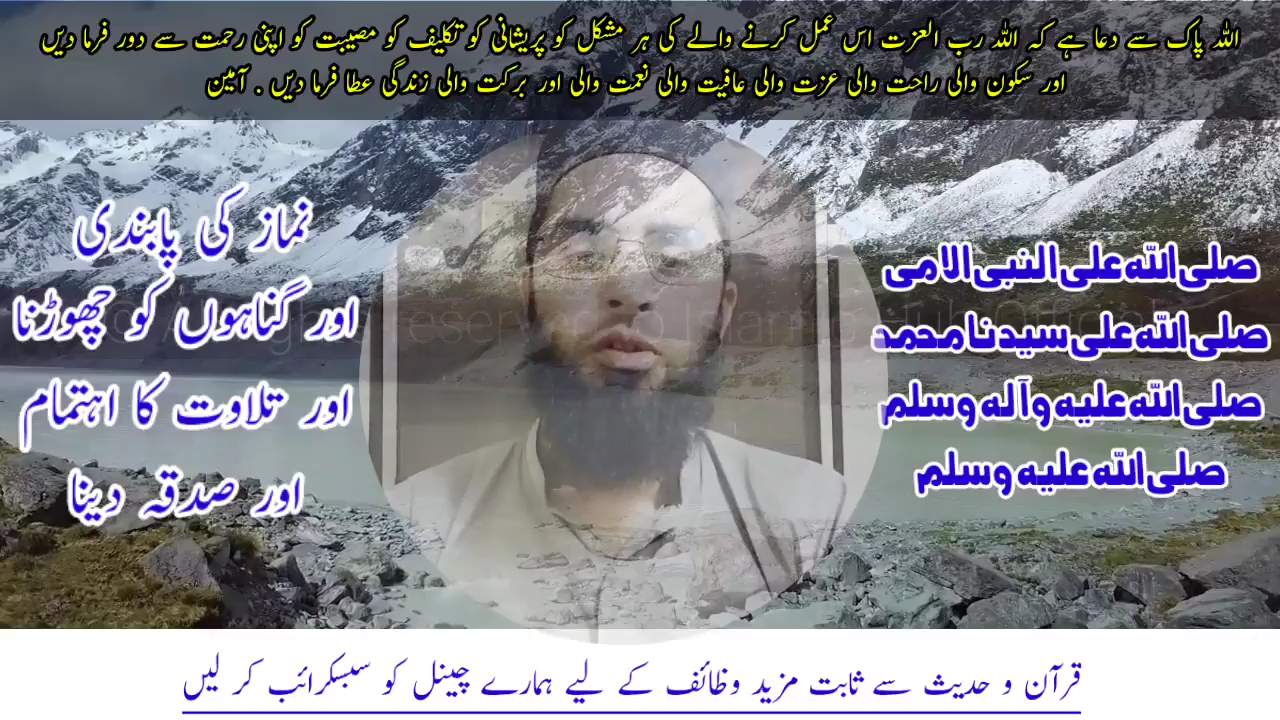 اللہ پاک سے دعا ہے کہ اللہ رب العزت اس عمل کرنے والے کی ہر مشکل کو پریشانی کو تکلیف کو مصیبت کو اپنی رحمت سے دور فرما دیں
اور سکون والی راحت والی عزت والی عافیت والی نعمت والی اور برکت والی زندگی عطا فرما دیں . آمین
صلی اللہ علی النبی الامی
صلی اللہ علی سیدنا محمد
صلی اللہ علیہ وآلہ وسلم
صلی اللہ علیہ وسلم
نماز کی پابندی
اور گناہوں کو چھوڑنا
اور تلاوت کا اہتمام
اور صدقہ دینا
قرآن و حدیث سے ثابت مزید وظائف کے لیے ہمارے چینل کو سبسکرائب کر لیں